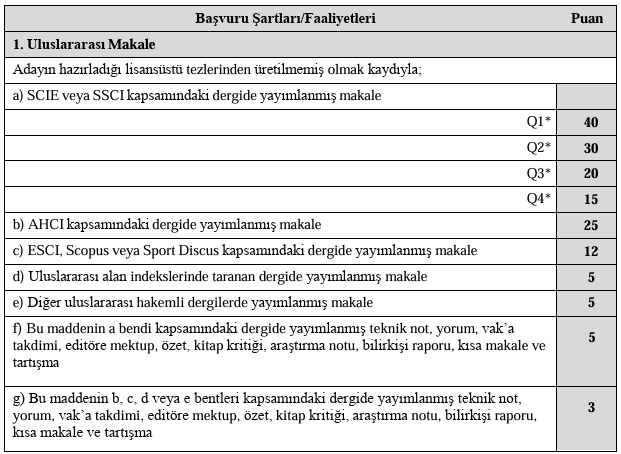 Başvuru Şartları/Faaliyetleri Puan
1. Uluslararası Makale
Adayın hazırladığı lisansüstü tezlerinden üretilmemiş olmak kaydıyla;
a) SCIE veya SSCI kapsamındaki dergide yayımlanmış makale
Q1* 40
Q2* 30
Q3* 20
Q4* 15
b) AHCI kapsamındaki dergide yayımlanmış makale 25
c) ESCI, Scopus veya Sport Discus kapsamındaki dergide yayımlanmış makale 12
d) Uluslararası alan indekslerinde taranan dergide yayımlanmış makale 5
e) Diğer uluslararası hakemli dergilerde yayımlanmış makale 5
f) Bu maddenin a bendi kapsamındaki dergide yayımlanmış teknik not, yorum, vak’a
takdimi, editöre mektup, özet, kitap kritiği, araştırma notu, bilirkişi raporu, kısa makale ve
tartışma
5
g) Bu maddenin b, c, d veya e bentleri kapsamındaki dergide yayımlanmış teknik not,
yorum, vak’a takdimi, editöre mektup, özet, kitap kritiği, araştırma notu, bilirkişi raporu,
kısa makale ve tartışma
3